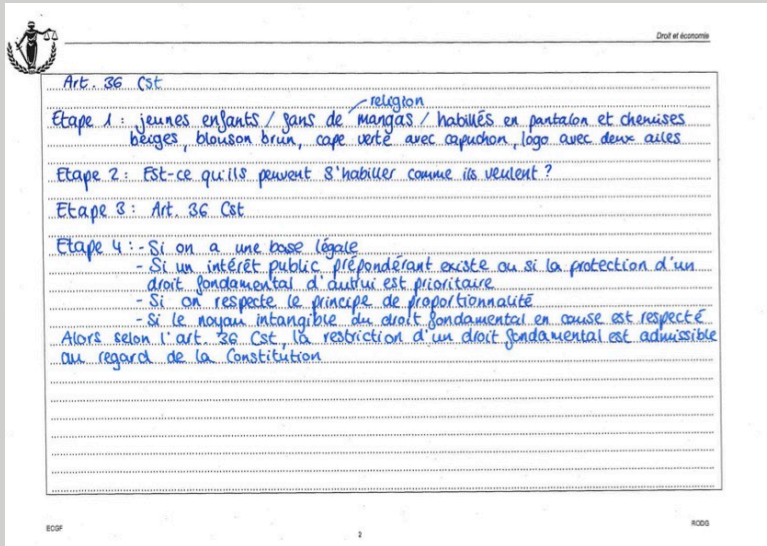 Droit et économie
Art. 36 Cst
religion
Etape 1 : jeunes enfants / fans de mangas / habillés en pantalon et chemises
beiges, blouson brun, cape verte avec capuchon, logo avec deux ailes
Etape 2 : Est-ce qu'ils peuvent s'habiller comme ils veulent ?
Etape 3 : Art. 36 Cst
Etape 4 : - Si on a une base légale
- Si un intérêt public prépondérant existe ou si la protection d'un
droit fondamental d'autrui est prioritaire
- Si on respecte le principe de proportionnalité
- Si le noyau intangible du droit fondamental en cause est respecté
Alors selon l'art. 36 Cst, la restriction d'un droit fondamental est admissible
au regard de la Constitution
ECGF
2
RODG